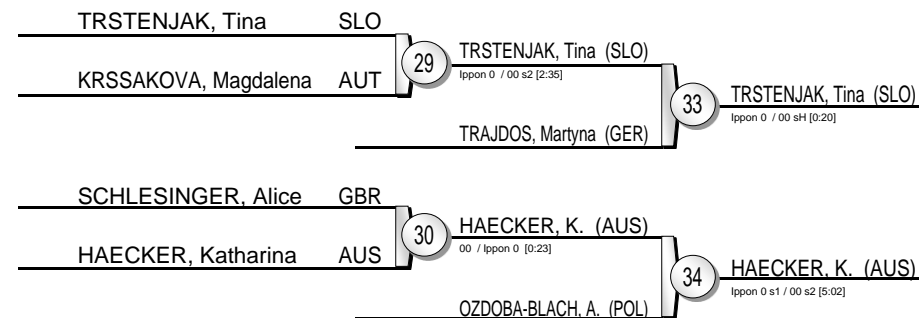 TRSTENJAK, Tina SLO
KRSSAKOVA, Magdalena AUT
29
TRSTENJAK, Tina (SLO)
Ippon 0 / 00 s2 [2:35]
TRAJDOS, Martyna (GER)
33
TRSTENJAK, Tina (SLO)
Ippon 0 / 00 sH [0:20]
SCHLESINGER, Alice GBR
HAECKER, Katharina AUS
30
HAECKER, K. (AUS)
00 / Ippon 0 [0:23]
OZDOBA-BLACH, A. (POL)
34
HAECKER, K. (AUS)
Ippon 0 s1 / 00 s2 [5:02]